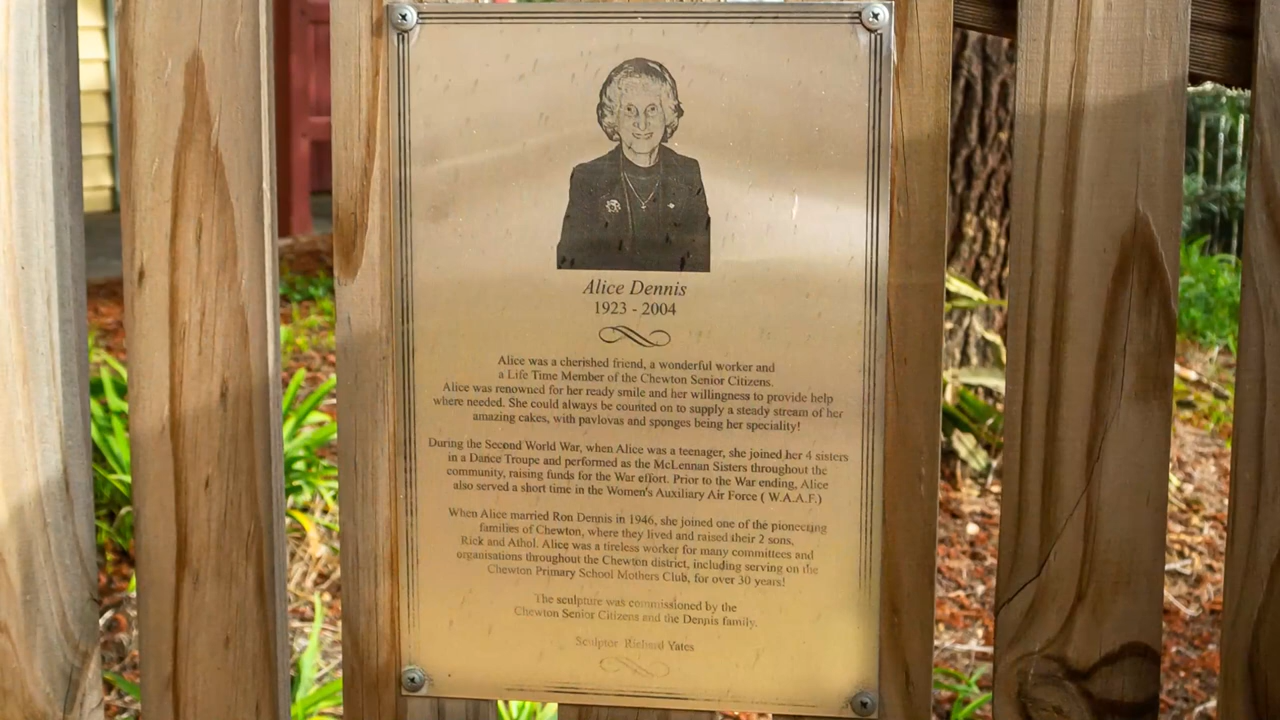 Alice Dennis
1923 - 2004
Alice was a cherished friend, a wonderful worker and
a Life Time Member of the Chewton Senior Citizens.
Alice was renowned for her ready smile and her willingness to provide help
where needed. She could always be counted on to supply a steady stream of her
amazing cakes, with pavlovas and sponges being her speciality!
During the Second World War, when Alice was a teenager, she joined her 4 sisters
in a Dance Troupe and performed as the McLennan Sisters throughout the
community, raising funds for the War effort. Prior to the War ending, Alice
also served a short time in the Women's Auxiliary Air Force ( W.A.A.F.)
When Alice married Ron Dennis in 1946, she joined one of the pioneering
families of Chewton, where they lived and raised their 2 sons,
Rick and Athol. Alice was a tireless worker for many committees and
organisations throughout the Chewton district, including serving on the
Chewton Primary School Mothers Club, for over 30 years!
The sculpture was commissioned by the
Chewton Senior Citizens and the Dennis family.
Sculptor Richard Yates